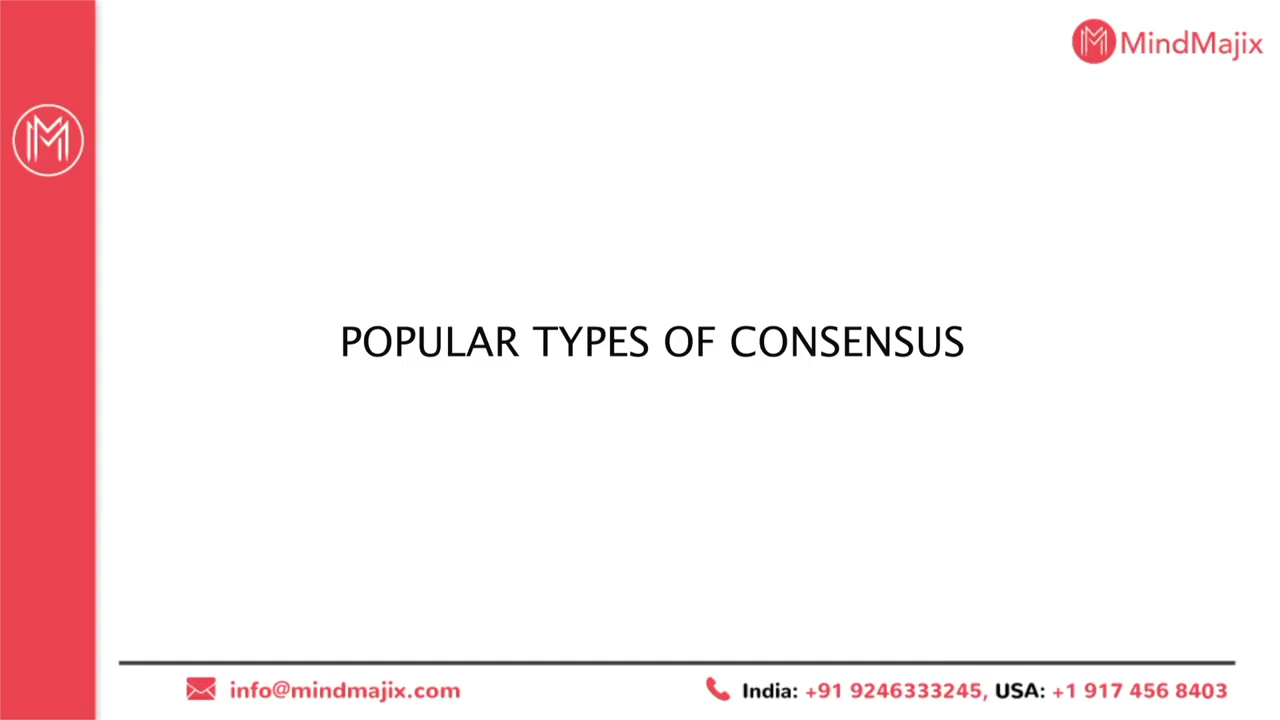 MindMajix
POPULAR TYPES OF CONSENSUS
info@mindmajix.com
India: +91 9246333245, USA: +1 917 456 8403